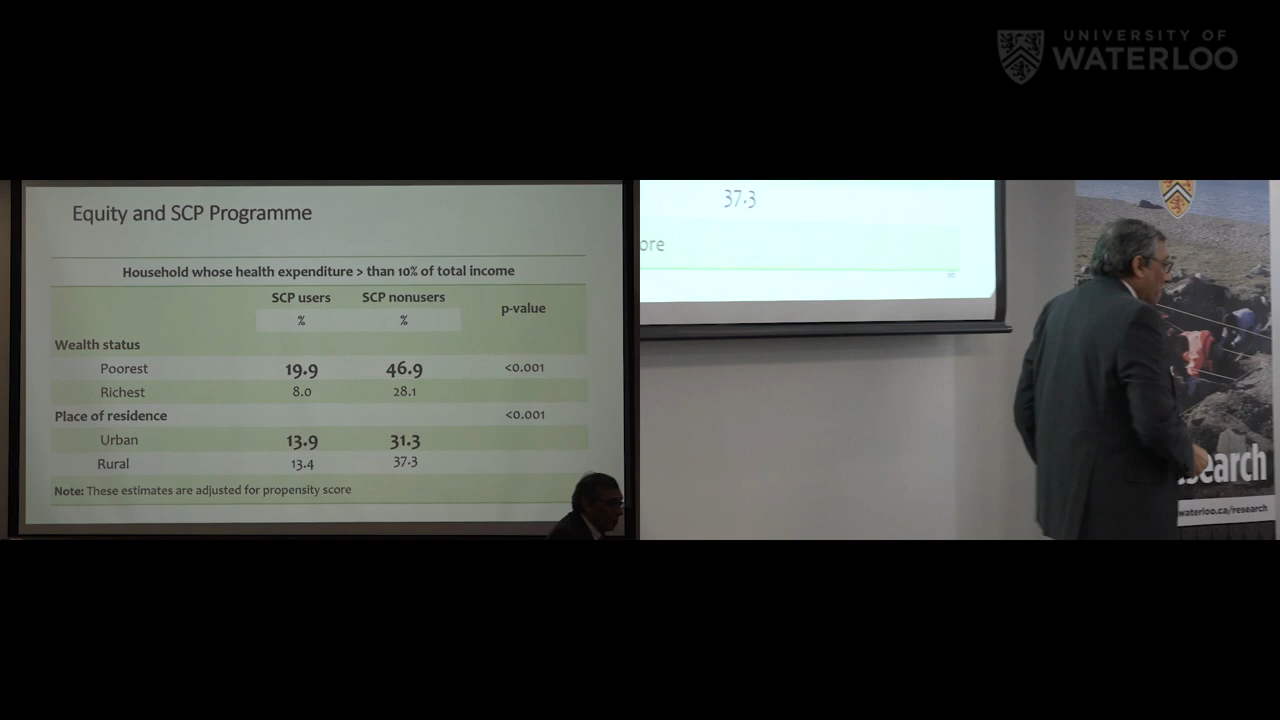 UNIVERSITY OF
WATERLOO
Equity and SCP Programme
Household whose health expenditure > than 10% of total income
SCP users SCP nonusers p-value
% %
Wealth status
Poorest 19.9 46.9 <0.001
Richest 8.0 28.1
Place of residence <0.001
Urban 13.9 31.3
Rural 13.4 37.3
Note: These estimates are adjusted for propensity score
37.3
ore
search
waterloo.ca/research